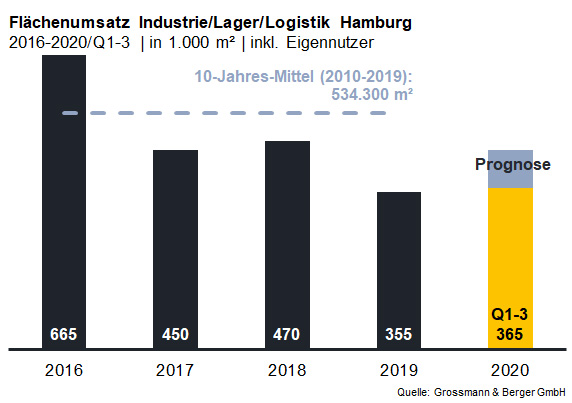 Flächenumsatz Industrie/Lager/Logistik Hamburg
2016-2020/Q1-3 | in 1.000 m² | inkl. Eigennutzer
10-Jahres-Mittel (2010-2019):
534.300 m²
Prognose
Q1-3
665 450 470 355 365
2016 2017 2018 2019 2020
Quelle: Grossmann & Berger GmbH